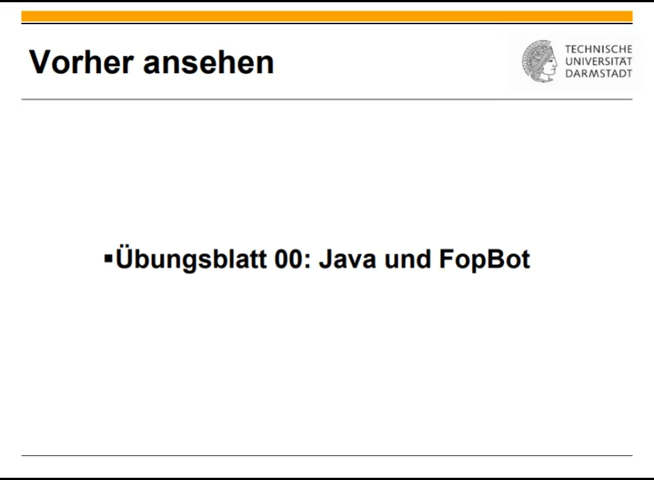 Vorher ansehen
TECHNISCHE
UNIVERSITÄT
DARMSTADT
▪Übungsblatt 00: Java und FopBot